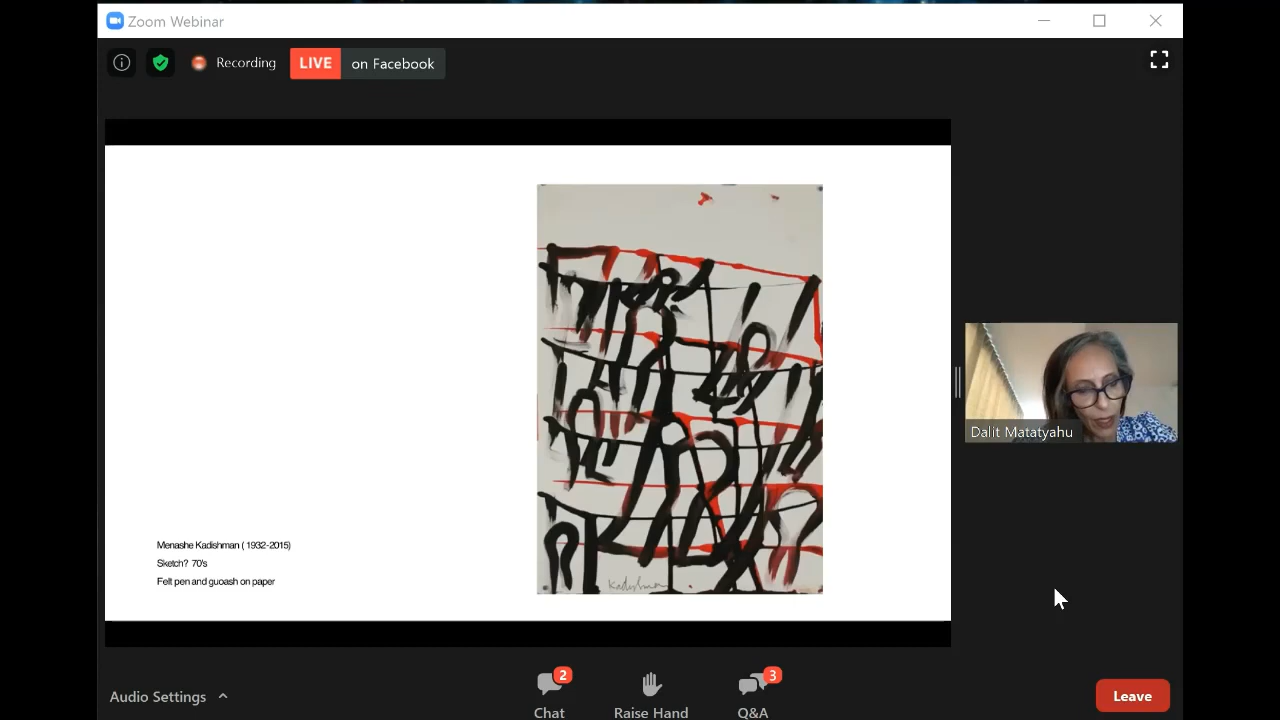 Zoom Webinar
Recording
LIVE on Facebook
Menashe Kadishman ( 1932-2015)
Sketch? 70's
Felt pen and guoash on paper
Kadishman
Dalit Matatyahu
Audio Settings
2
Chat
Raise Hand
3
Q&A
Leave